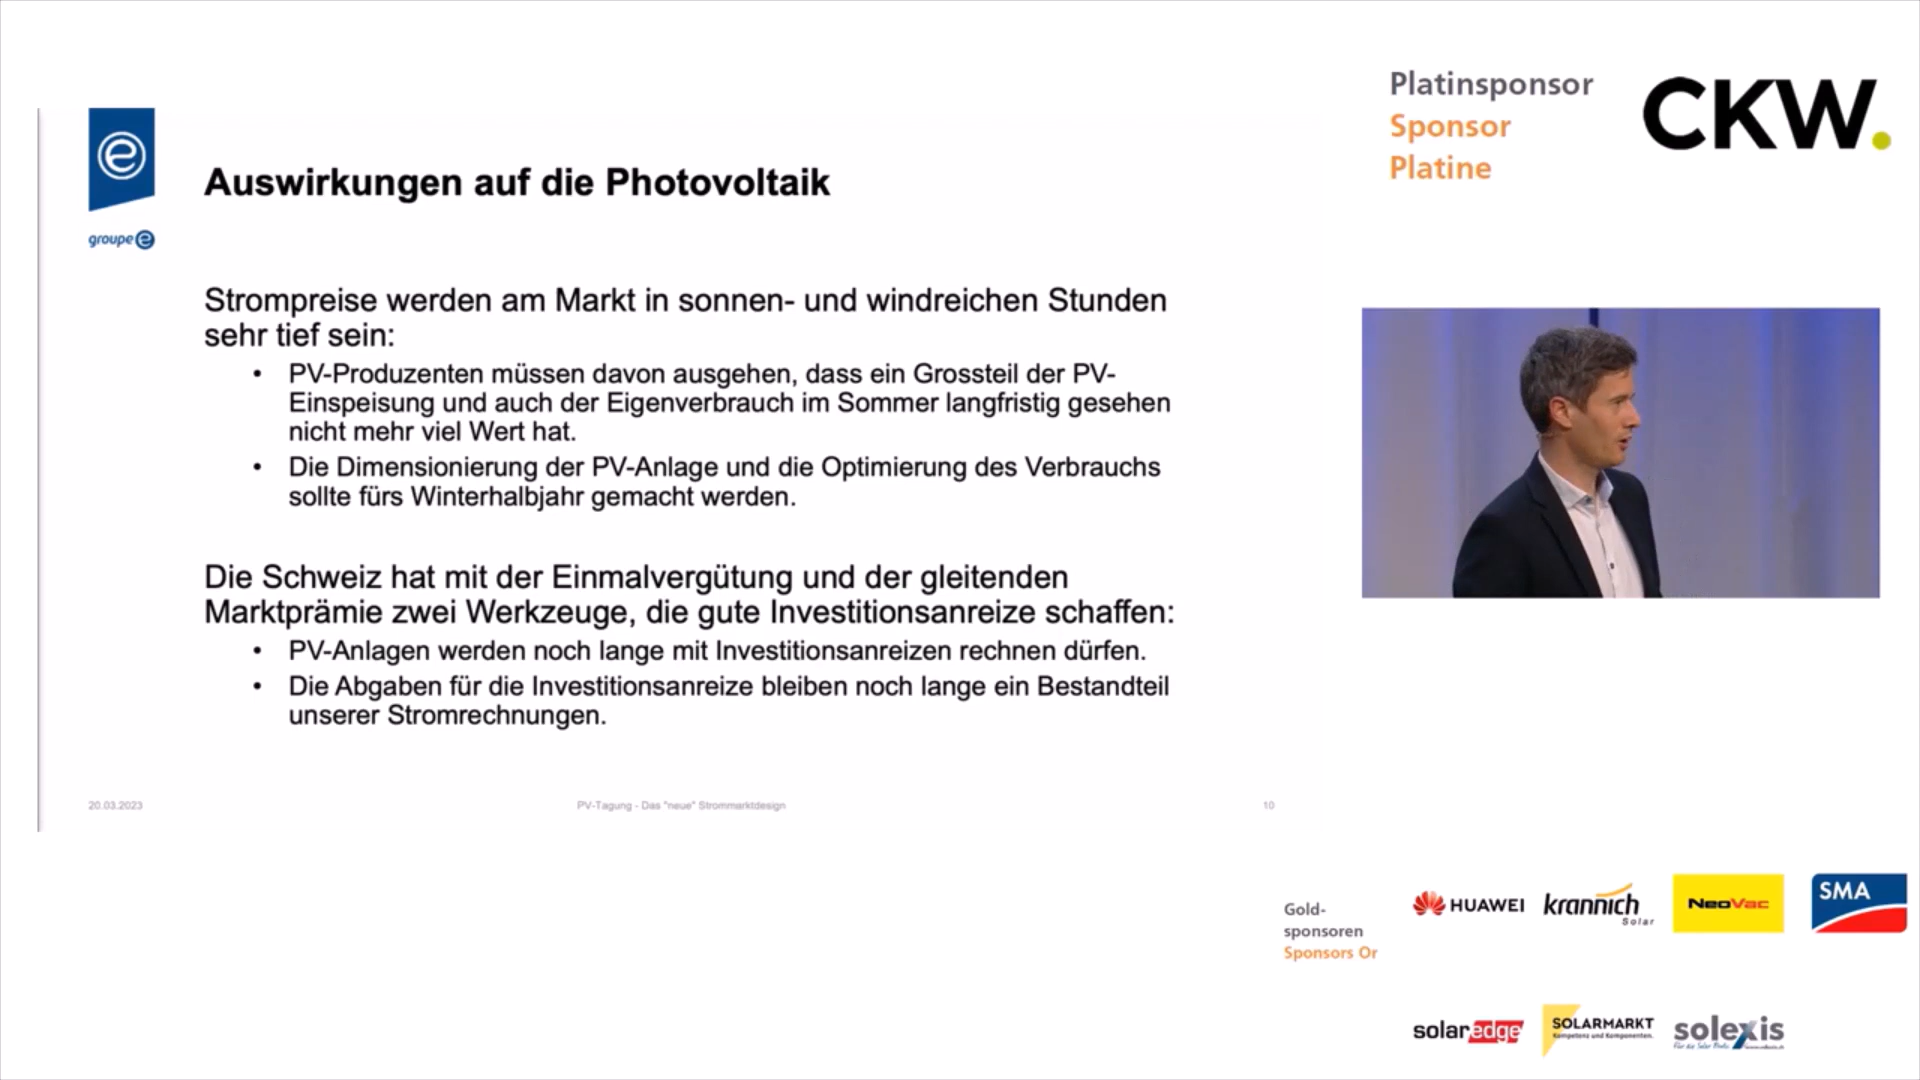 Platinsponsor
Sponsor
Platine
CKW.
e
groupe e
Auswirkungen auf die Photovoltaik
Strompreise werden am Markt in sonnen- und windreichen Stunden
sehr tief sein:
• PV-Produzenten müssen davon ausgehen, dass ein Grossteil der PV-
Einspeisung und auch der Eigenverbrauch im Sommer langfristig gesehen
nicht mehr viel Wert hat.
• Die Dimensionierung der PV-Anlage und die Optimierung des Verbrauchs
sollte fürs Winterhalbjahr gemacht werden.
Die Schweiz hat mit der Einmalvergütung und der gleitenden
Marktprämie zwei Werkzeuge, die gute Investitionsanreize schaffen:
• PV-Anlagen werden noch lange mit Investitionsanreizen rechnen dürfen.
• Die Abgaben für die Investitionsanreize bleiben noch lange ein Bestandteil
unserer Stromrechnungen.
20.03.2023
PV-Tagung - Das "neue" Strommarktdesign
10
Gold-
sponsoren
Sponsors Or
HUAWEI
krannich
Solar
NeoVac
SMA
solaredge
SOLARMARKT
Kompetenz und Komponenten.
solexis